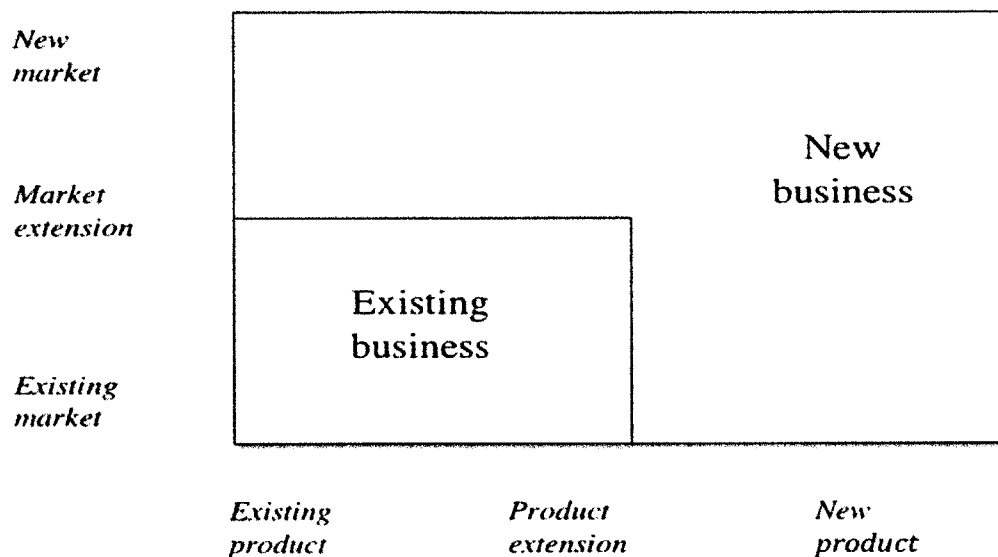 New
market
New
business
Market
extension
Existing
business
Existing
market
Existing
product
Product
extension
New
product